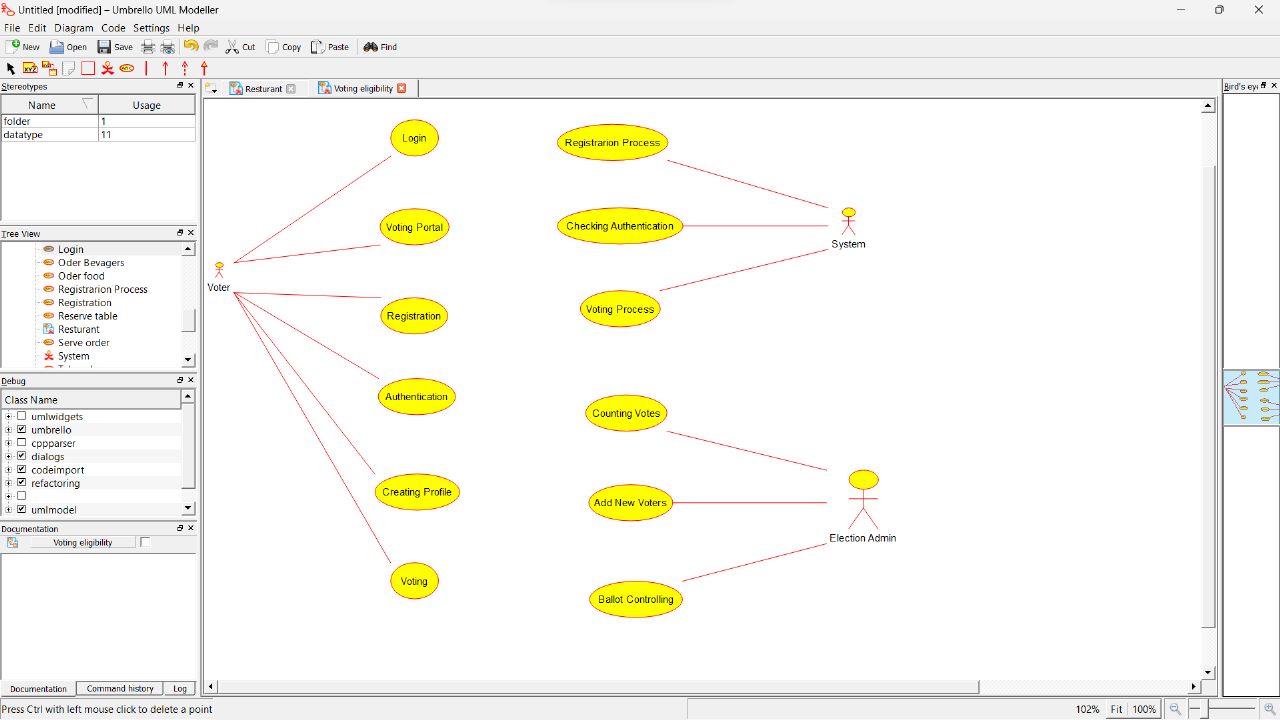 Untitled [modified] – Umbrello UML Modeller
File Edit Diagram Code Settings Help
New Open Save Cut Copy Paste Find
Stereotypes
Name Usage
folder 1
datatype 11
Tree View
Login
Oder Bevagers
Oder food
Registrarion Process
Registration
Reserve table
Resturant
Serve order
System
Debug
Class Name
umlwidgets
umbrello
cppparser
dialogs
codeimport
refactoring
umlmodel
Documentation
Voting eligibility
Documentation Command history Log
Resturant Voting eligibility
Login
Voting Portal
Voter
Registration
Authentication
Creating Profile
Voting
Registrarion Process
Checking Authentication
System
Voting Process
Counting Votes
Add New Voters
Election Admin
Ballot Controlling
Bird's ey
Press Ctrl with left mouse click to delete a point
102% Fit 100%